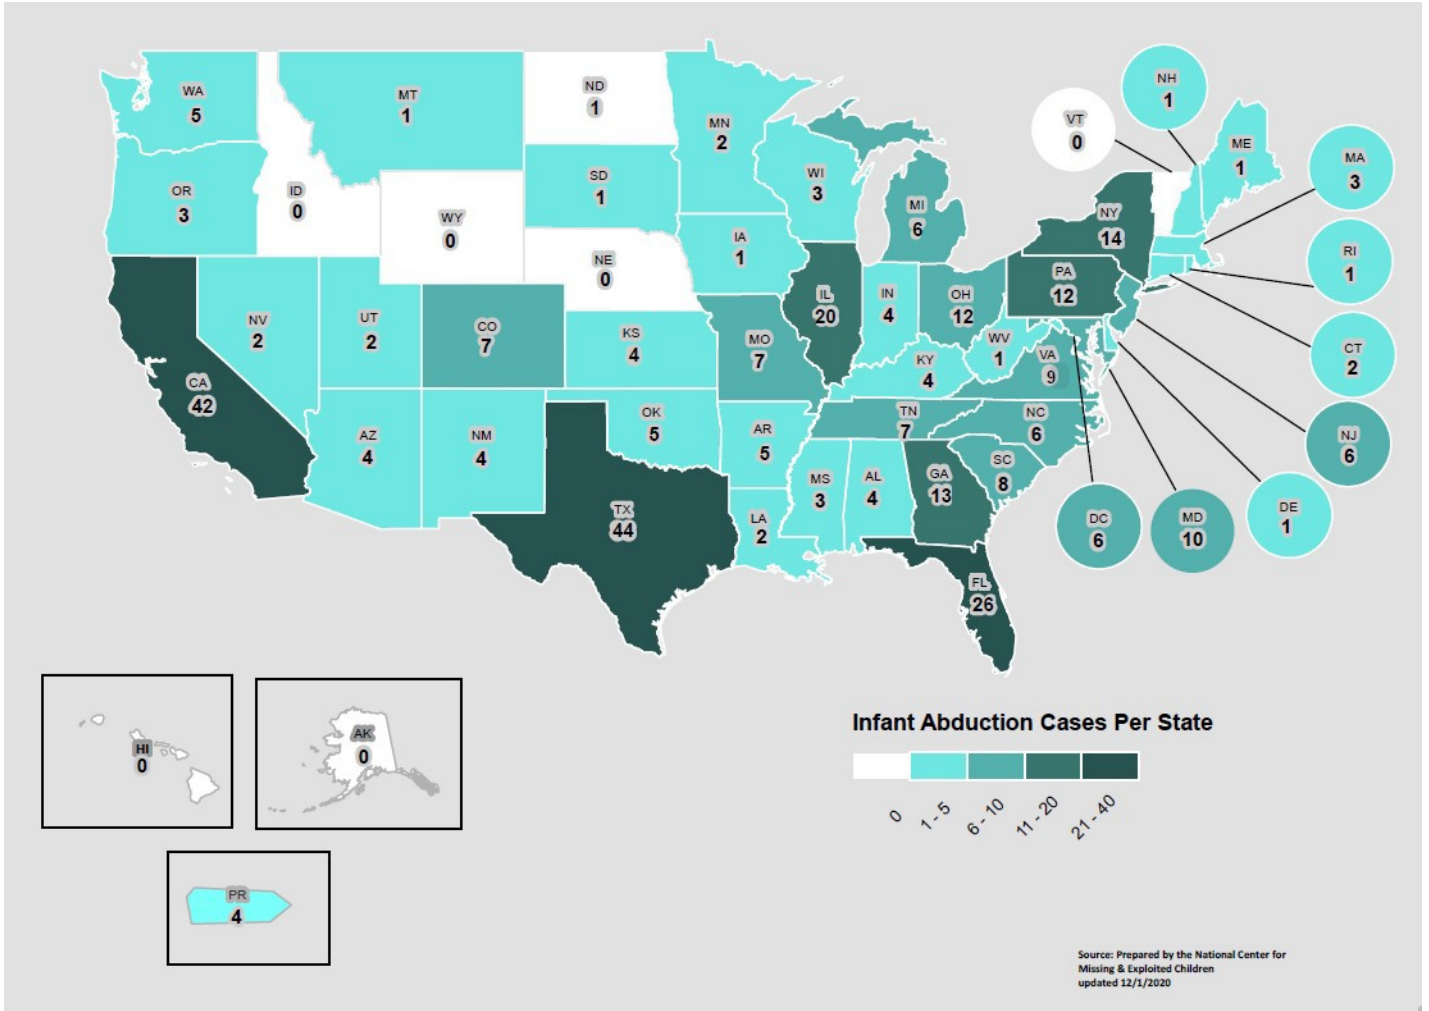 WA
5
MT
1
ND
1
MN
2
VT
0
NH
1
ME
1
MA
3
OR
3
ID
0
WY
0
SD
1
WI
3
MI
6
NY
14
RI
1
NE
0
IA
1
IL
20
IN
4
OH
12
PA
12
NV
2
UT
2
CO
7
KS
4
MO
7
KY
4
WV
1
VA
9
CT
2
CA
42
AZ
4
NM
4
OK
5
AR
5
TN
7
NC
6
NJ
6
TX
44
LA
2
MS
3
AL
4
GA
13
SC
8
DC
6
MD
10
DE
1
FL
26
HI
0
AK
0
PR
4
Infant Abduction Cases Per State
0
1 - 5
6 - 10
11 - 20
21 - 40
Source: Prepared by the National Center for
Missing & Exploited Children
updated 12/1/2020